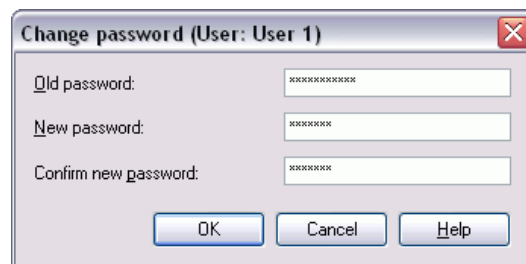 Change password (User: User 1)
Old password: ***********
New password: *******
Confirm new password: *******
OK Cancel Help